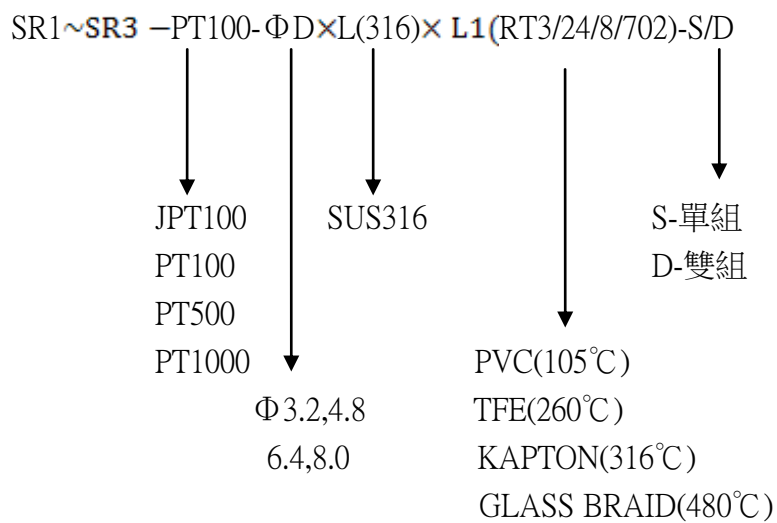 SR1~SR3 –PT100-ΦD×L(316)× L1(RT3/24/8/702)-S/D
JPT100 SUS316 S-單組
PT100 D-雙組
PT500
PT1000 PVC(105℃)
Φ3.2,4.8 TFE(260℃)
6.4,8.0 KAPTON(316℃)
GLASS BRAID(480℃)